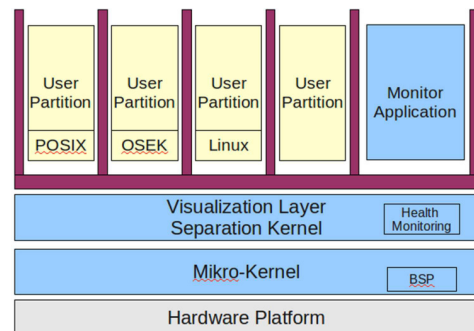 User
Partition
POSIX
User
Partition
OSEK
User
Partition
Linux
User
Partition
Monitor
Application
Visualization Layer
Separation Kernel
Health
Monitoring
Mikro-Kernel
BSP
Hardware Platform